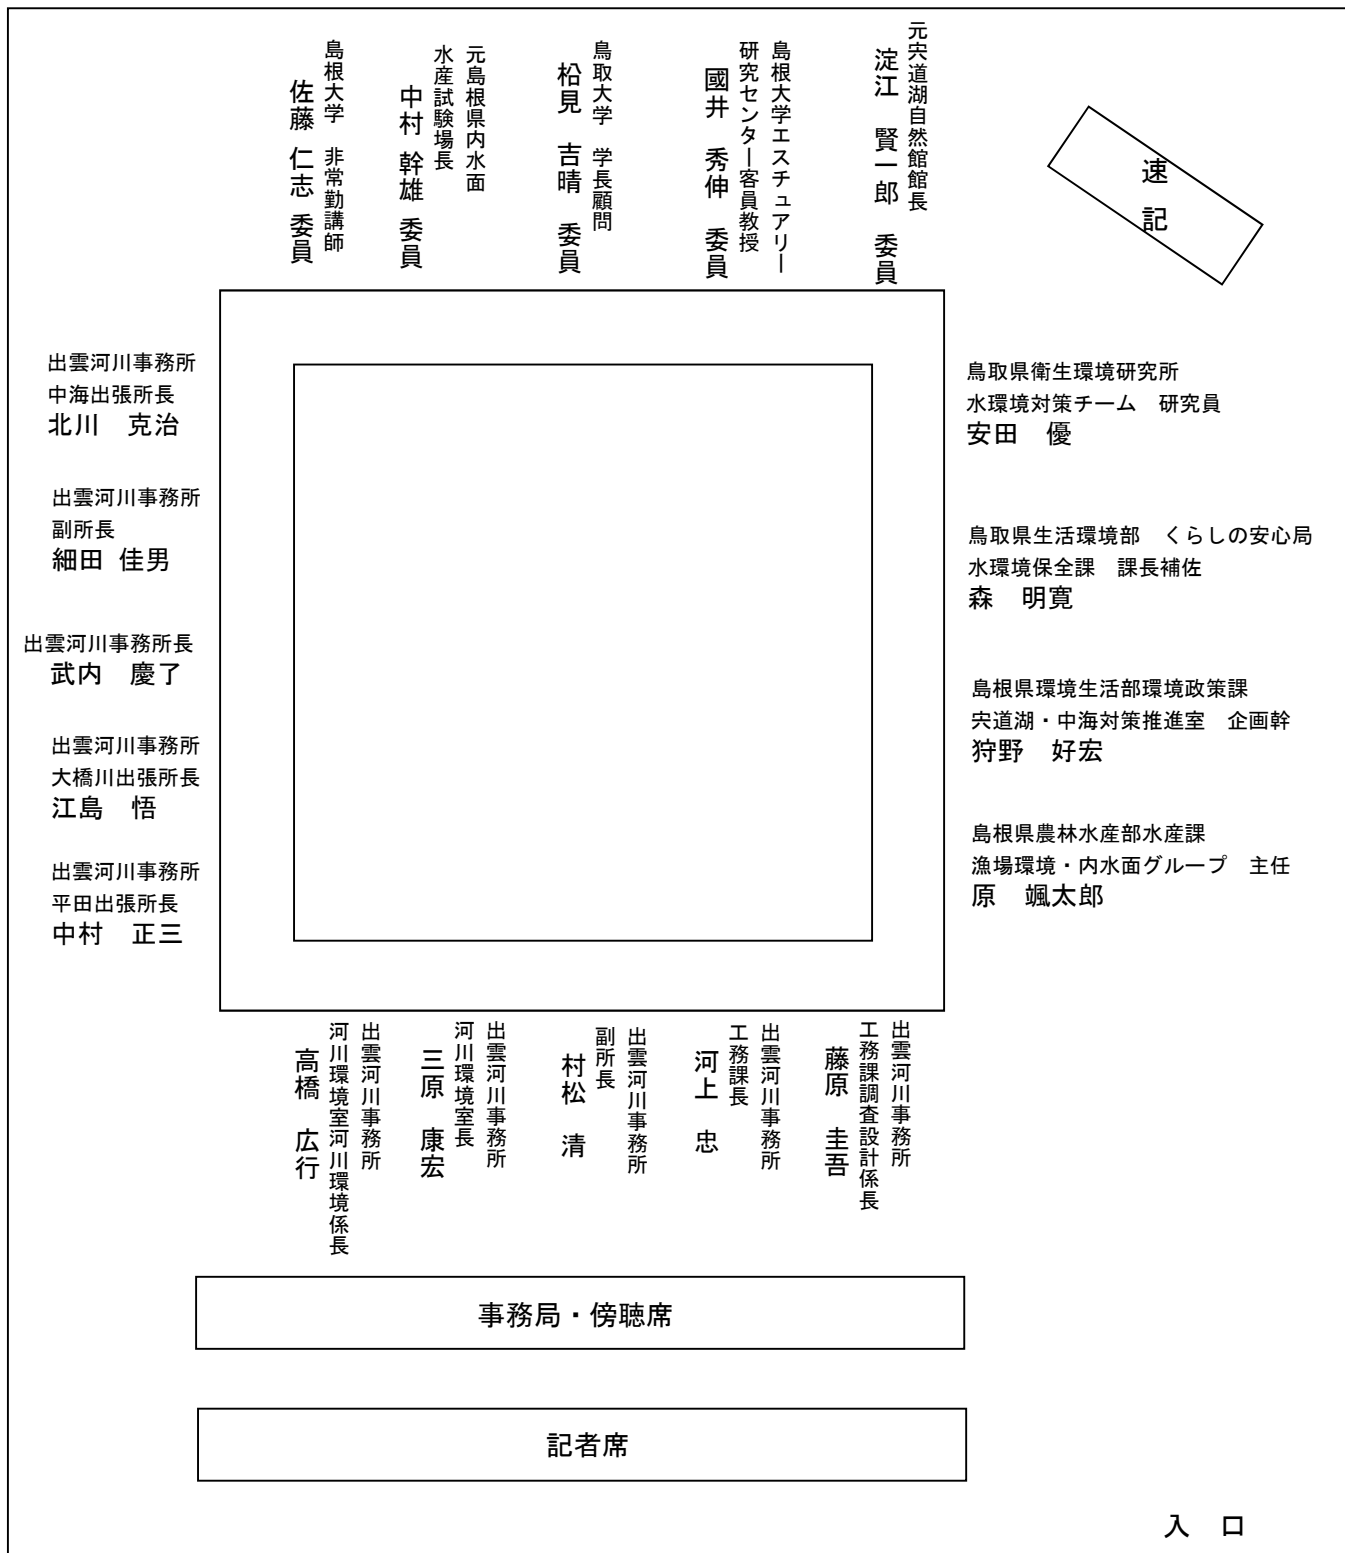 元宍道湖自然館館長
淀江　賢一郎　委員
島根大学エスチュアリー
研究センター客員教授
國井　秀伸　委員
鳥取大学　学長顧問
柗見　吉晴　委員
元島根県内水面
水産試験場長
中村　幹雄　委員
島根大学　非常勤講師
佐藤　仁志　委員
速記
出雲河川事務所
中海出張所長
北川　克治
出雲河川事務所
副所長
細田　佳男
出雲河川事務所長
武内　慶了
出雲河川事務所
大橋川出張所長
江島　悟
出雲河川事務所
平田出張所長
中村　正三
鳥取県衛生環境研究所
水環境対策チーム　研究員
安田　優
鳥取県生活環境部　くらしの安心局
水環境保全課　課長補佐
森　明寛
島根県環境生活部環境政策課
宍道湖・中海対策推進室　企画幹
狩野　好宏
島根県農林水産部水産課
漁場環境・内水面グループ　主任
原　颯太郎
出雲河川事務所
工務課調査設計係長
藤原　圭吾
出雲河川事務所
工務課長
河上　忠
出雲河川事務所
副所長
村松　清
出雲河川事務所
河川環境室長
三原　康宏
出雲河川事務所
河川環境室河川環境係長
高橋　広行
事務局・傍聴席
記者席
入　口